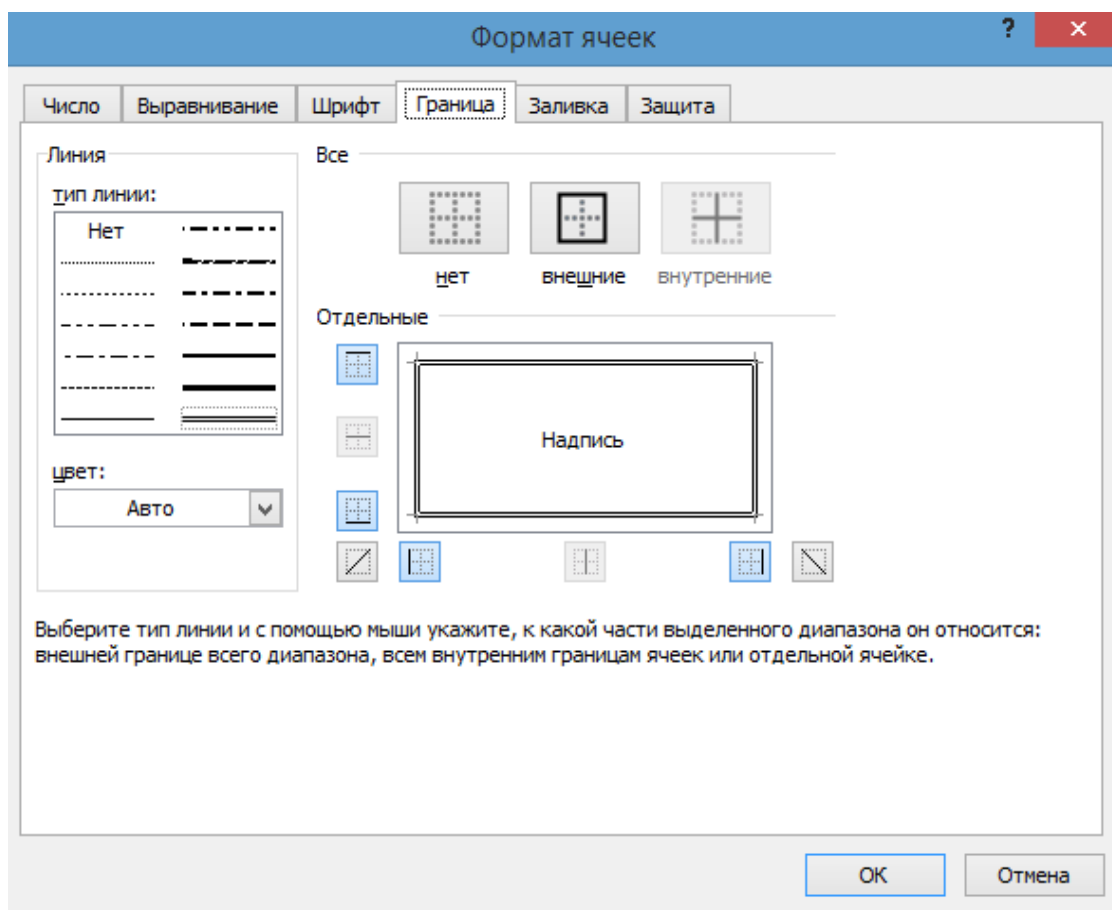 Формат ячеек
?
Число Выравнивание Шрифт Граница Заливка Защита
Линия
тип линии:
Нет
цвет:
Авто
Все
нет внешние внутренние
Отдельные
Надпись
Выберите тип линии и с помощью мыши укажите, к какой части выделенного диапазона он относится:
внешней границе всего диапазона, всем внутренним границам ячеек или отдельной ячейке.
ОК Отмена